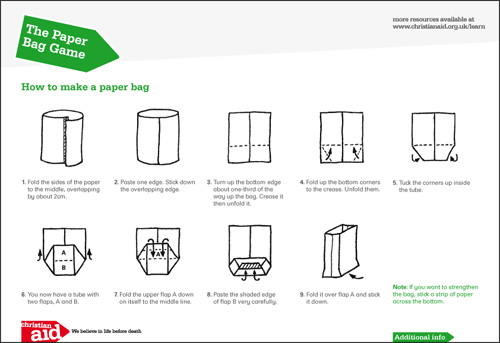 The Paper
Bag Game
more resources available at
www.christianaid.org.uk/learn
How to make a paper bag
1. Fold the sides of the paper
to the middle, overlapping
by about 2cm.
2. Paste one edge. Stick down
the overlapping edge.
3. Turn up the bottom edge
about one-third of the
way up the bag. Crease it
then unfold it.
4. Fold up the bottom corners
to the crease. Unfold them.
5. Tuck the corners up inside
the tube.
A
B
6. You now have a tube with
two flaps, A and B.
A
7. Fold the upper flap A down
on itself to the middle line.
8. Paste the shaded edge
of flap B very carefully.
9. Fold it over flap A and stick
it down.
Note: If you want to strengthen
the bag, stick a strip of paper
across the bottom.
christian
aid
We believe in life before death
Additional info